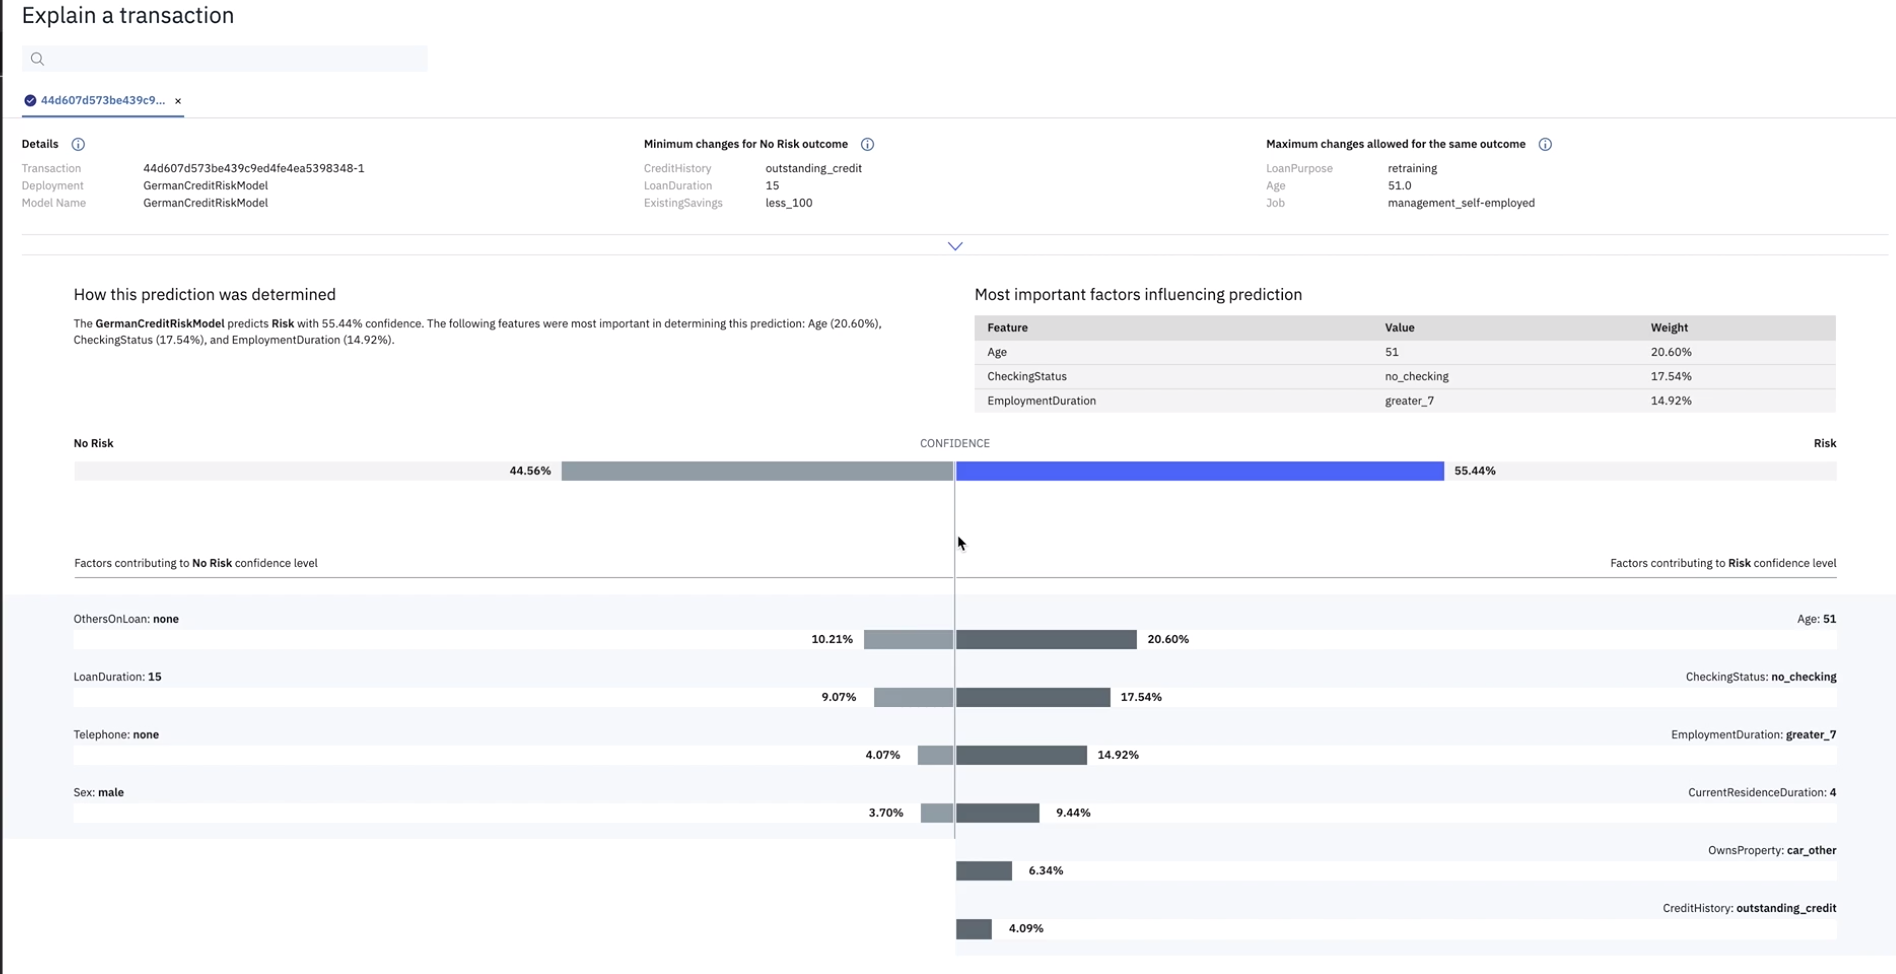 Explain a transaction
44d607d573be439c9... ×
Details
Transaction 44d607d573be439c9ed4fe4ea5398348-1
Deployment GermanCreditRiskModel
Model Name GermanCreditRiskModel
Minimum changes for No Risk outcome
CreditHistory outstanding_credit
LoanDuration 15
ExistingSavings less_100
Maximum changes allowed for the same outcome
LoanPurpose retraining
Age 51.0
Job management_self-employed
How this prediction was determined
The GermanCreditRiskModel predicts Risk with 55.44% confidence. The following features were most important in determining this prediction: Age (20.60%),
CheckingStatus (17.54%), and EmploymentDuration (14.92%).
Most important factors influencing prediction
Feature Value Weight
Age 51 20.60%
CheckingStatus no_checking 17.54%
EmploymentDuration greater_7 14.92%
No Risk CONFIDENCE Risk
44.56% 55.44%
Factors contributing to No Risk confidence level Factors contributing to Risk confidence level
OthersOnLoan: none Age: 51
10.21% 20.60%
LoanDuration: 15 CheckingStatus: no_checking
9.07% 17.54%
Telephone: none EmploymentDuration: greater_7
4.07% 14.92%
Sex: male CurrentResidenceDuration: 4
3.70% 9.44%
OwnsProperty: car_other
6.34%
CreditHistory: outstanding_credit
4.09%